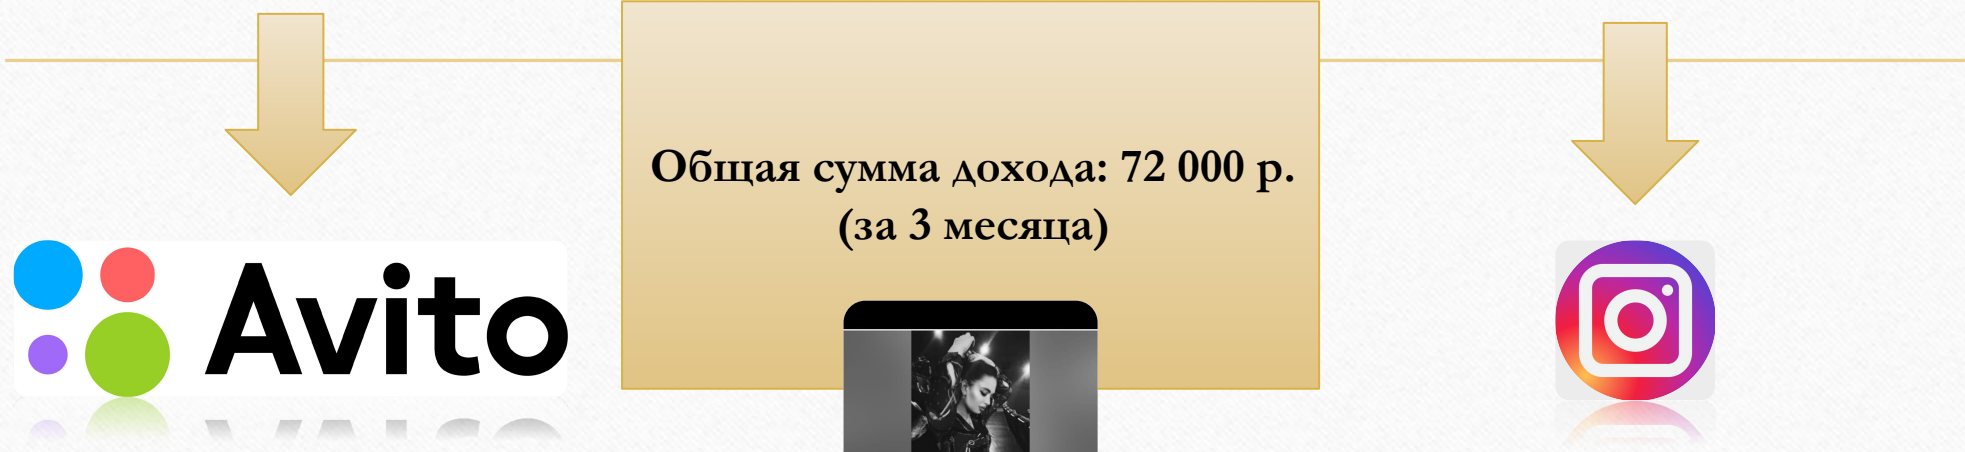 Общая сумма дохода: 72 000 р.
(за 3 месяца)
Avito